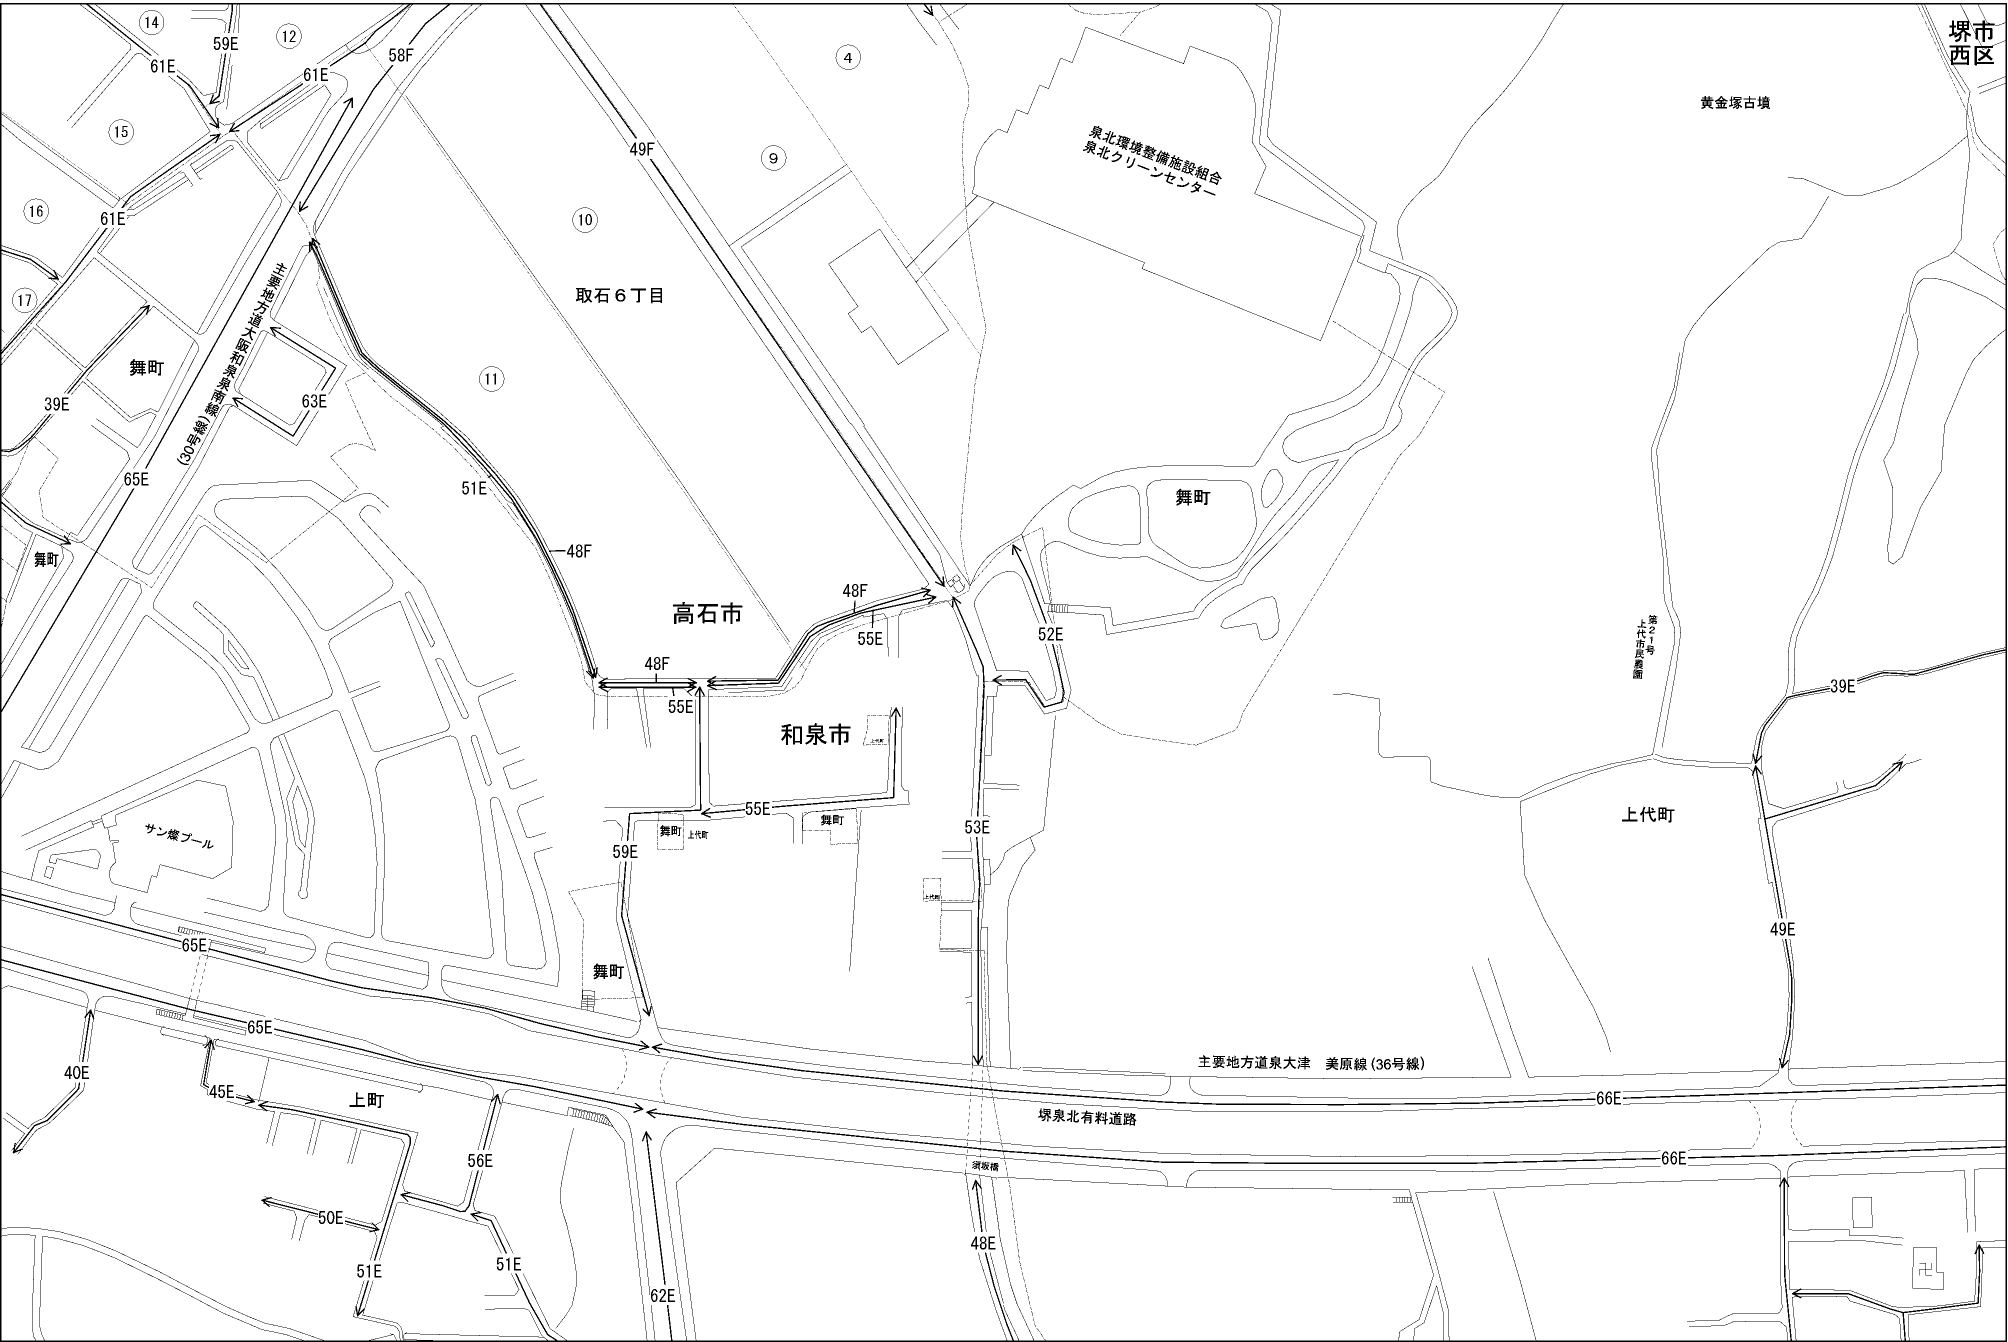 14
12
堺市
西区
59E
58F
4
61E
61E
黄金塚古墳
15
49F
泉北環境整備施設組合
泉北クリーンセンター
9
16
61E
10
主要地方道大阪和泉泉南線
(30号線)
17
取石6丁目
舞町
11
39E
63E
65E
51E
舞町
48F
舞町
48F
高石市
55E
52E
第21号
上代市民農園
48F
39E
55E
和泉市
上代町
55E
上代町
サン燦プール
舞町
上代町
舞町
53E
59E
上代町
49E
65E
舞町
65E
主要地方道泉大津 美原線(36号線)
40E
45E
上町
66E
堺泉北有料道路
56E
須坂橋
66E
50E
48E
51E
51E
62E